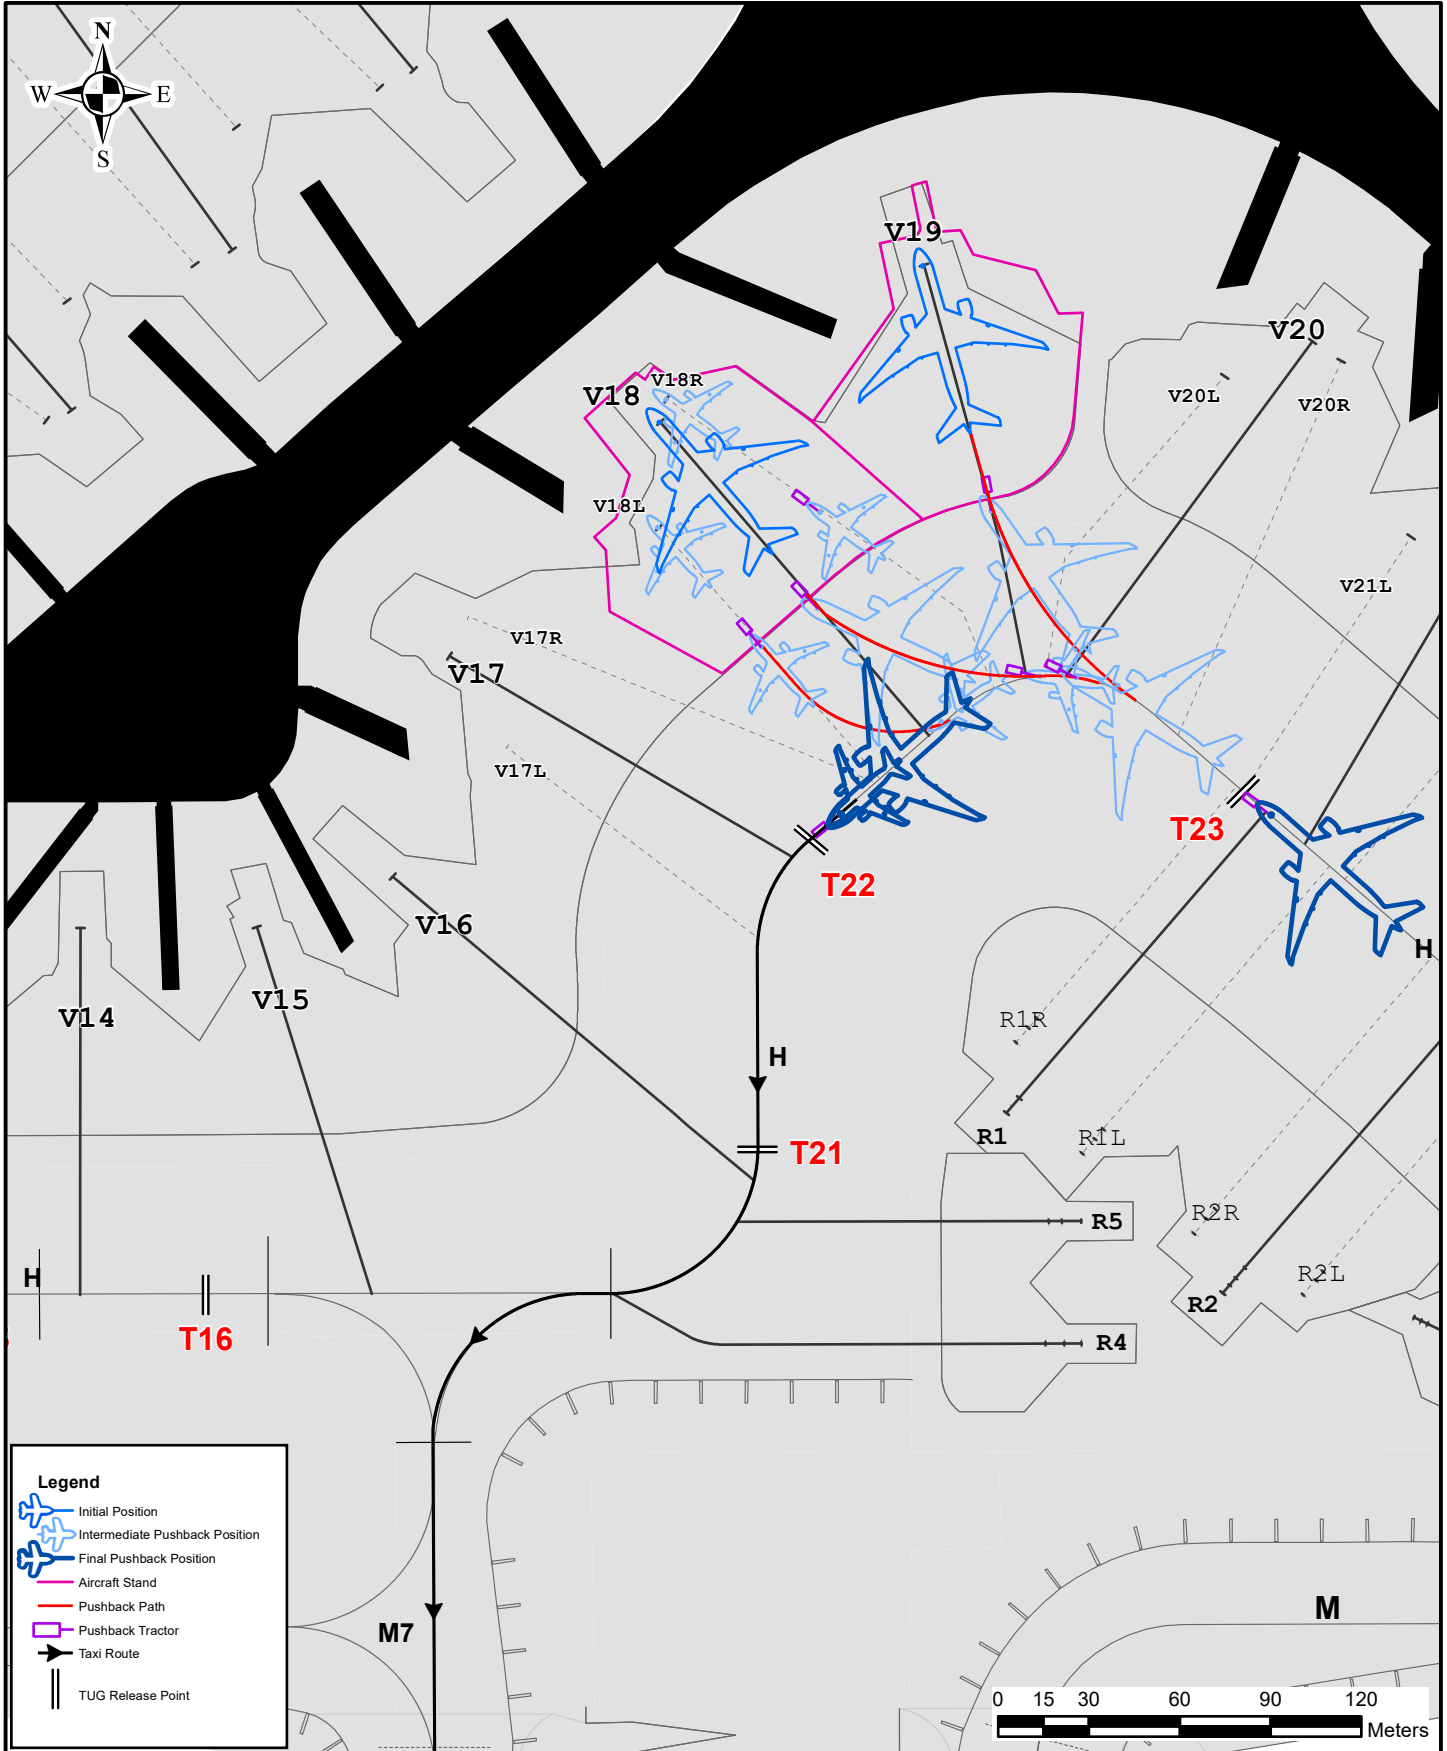 N
W E
S
V19
V20
V18R
V18
V20L
V20R
V18L
V21L
V17R
V17
V17L
T23
T22
V16
H
V15
V14
R1R
H
R1
R1L
T21
R2R
R5
H
R2L
R2
T16
R4
Legend
Initial Position
Intermediate Pushback Position
Final Pushback Position
Aircraft Stand
Pushback Path
Pushback Tractor
Taxi Route
TUG Release Point
M7
M
0 15 30 60 90 120
Meters